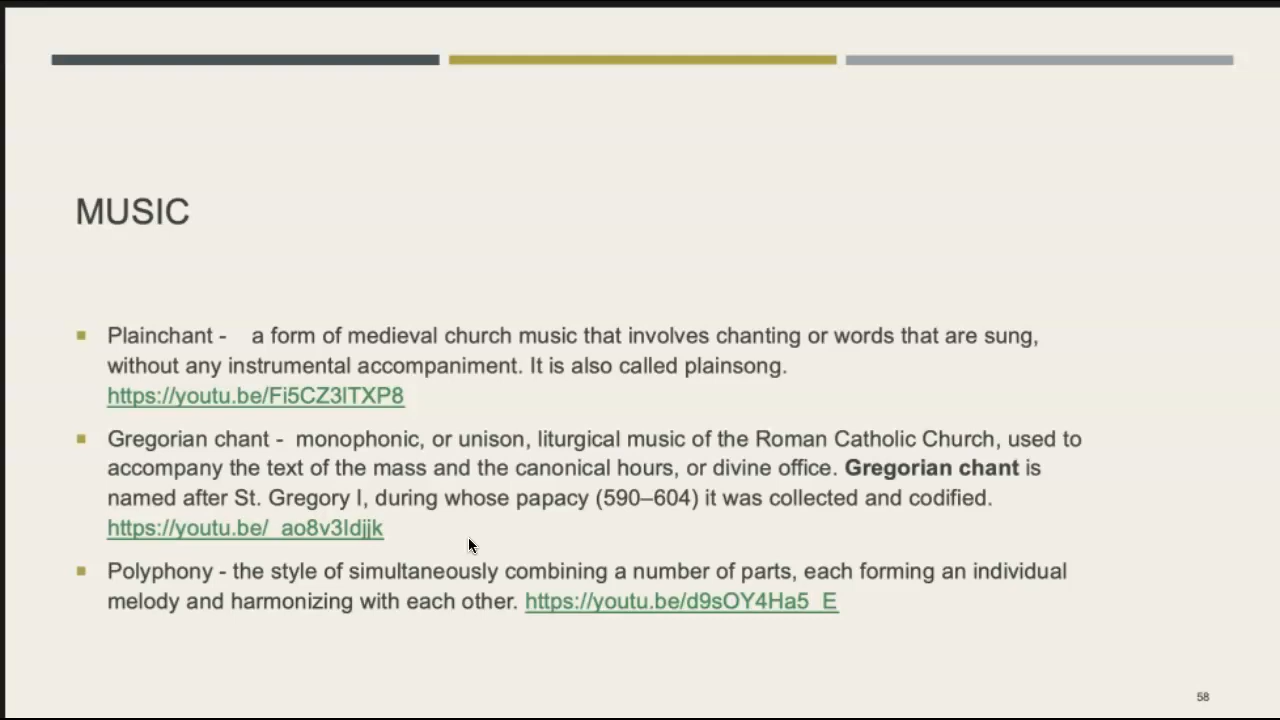 MUSIC
Plainchant - a form of medieval church music that involves chanting or words that are sung,
without any instrumental accompaniment. It is also called plainsong.
https://youtu.be/Fi5CZ3lTXP8
Gregorian chant - monophonic, or unison, liturgical music of the Roman Catholic Church, used to
accompany the text of the mass and the canonical hours, or divine office. Gregorian chant is
named after St. Gregory I, during whose papacy (590–604) it was collected and codified.
https://youtu.be/_ao8v3Idjjk
Polyphony - the style of simultaneously combining a number of parts, each forming an individual
melody and harmonizing with each other. https://youtu.be/d9sOY4Ha5_E
58